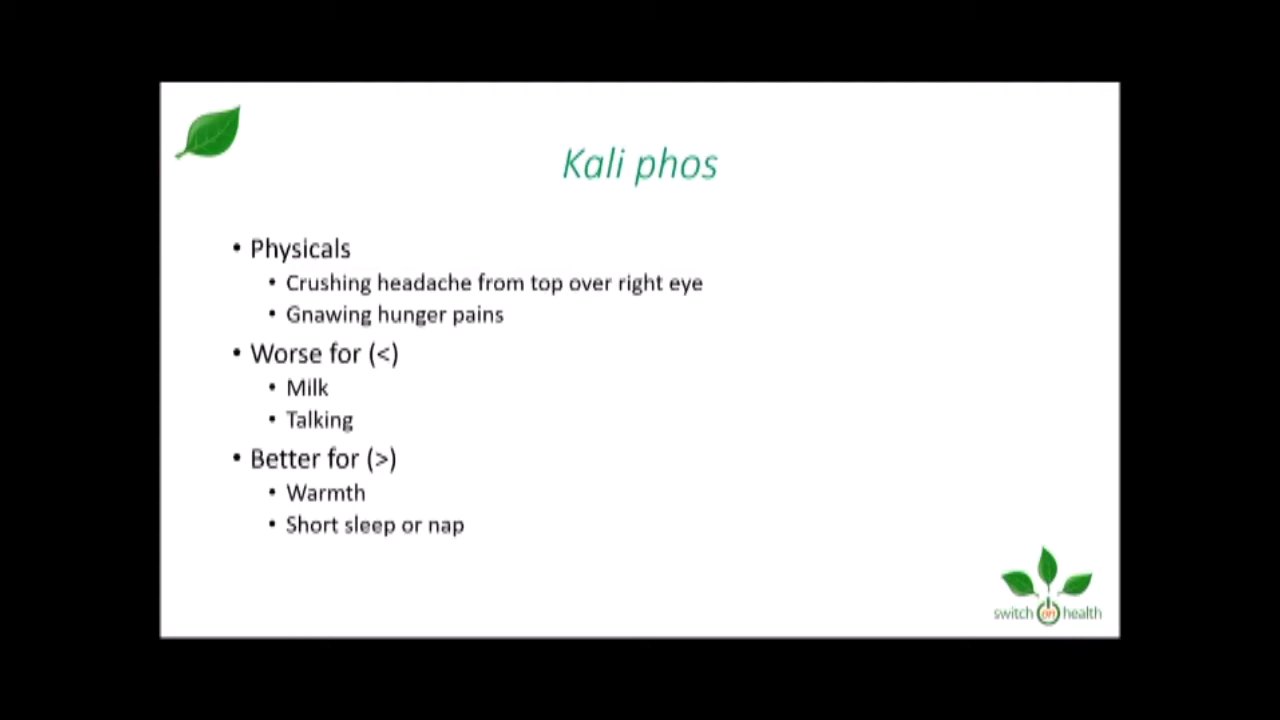 Kali phos
• Physicals
• Crushing headache from top over right eye
• Gnawing hunger pains
• Worse for (<)
• Milk
• Talking
• Better for (>)
• Warmth
• Short sleep or nap
switch on health